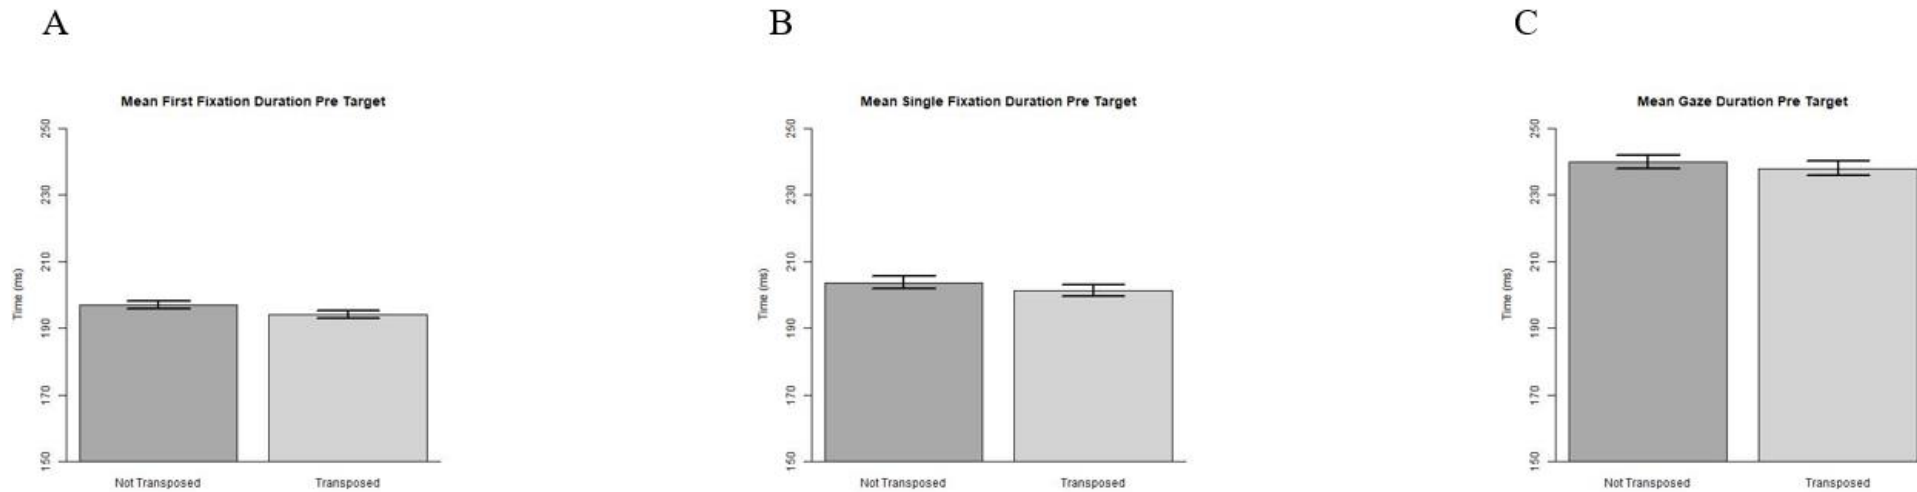 A
Mean First Fixation Duration Pre Target
Time (ms)
250
230
210
190
170
150
Not Transposed
Transposed
B
Mean Single Fixation Duration Pre Target
Time (ms)
250
230
210
190
170
150
Not Transposed
Transposed
C
Mean Gaze Duration Pre Target
Time (ms)
250
230
210
190
170
150
Not Transposed
Transposed